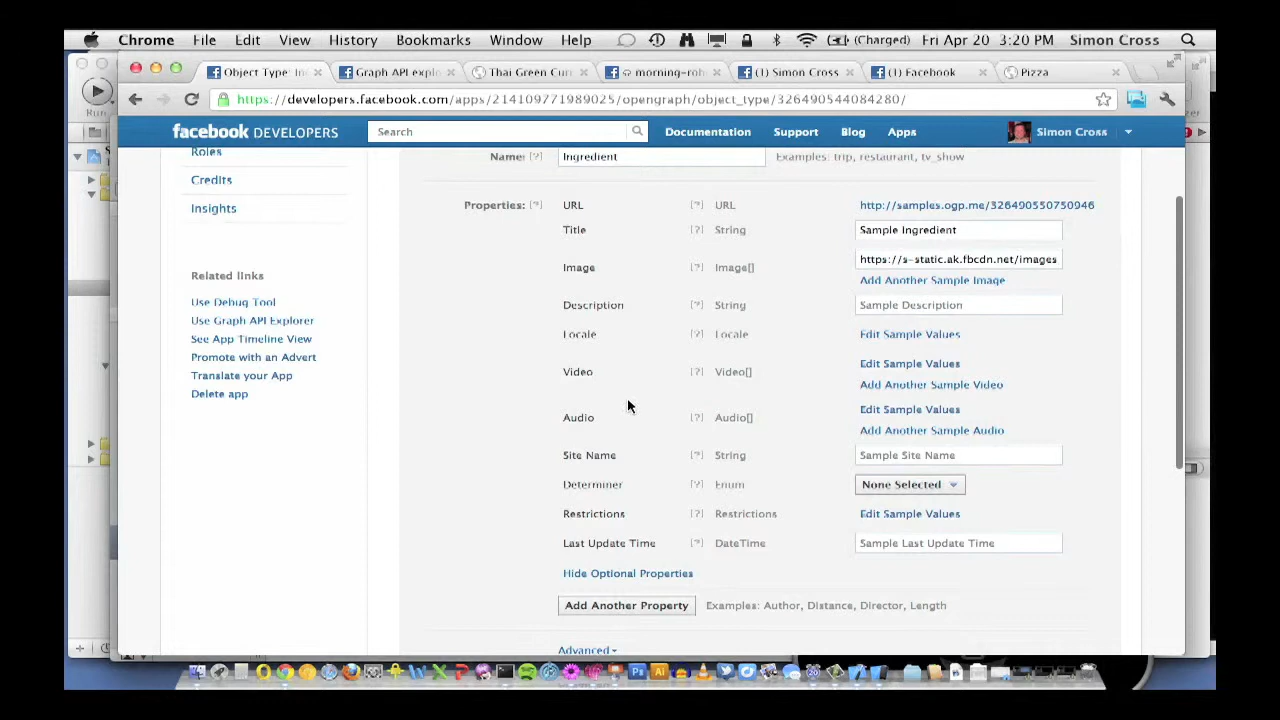 Chrome File Edit View History Bookmarks Window Help (Charged) Fri Apr 20 3:20 PM Simon Cross
Object Type: In Graph API explo Thai Green Cur morning-rob (1) Simon Cross (1) Facebook Pizza
https://developers.facebook.com/apps/214109771989025/opengraph/object_type/326490544084280/
Run
facebook DEVELOPERS Search Documentation Support Blog Apps Simon Cross
Roles
Credits
Insights
Related links
Use Debug Tool
Use Graph API Explorer
See App Timeline View
Promote with an Advert
Translate your App
Delete app
Name: [?] Ingredient Examples: trip, restaurant, tv_show
Properties: [?] URL [?] URL http://samples.ogp.me/326490550750946
Title [?] String Sample Ingredient
Image [?] Image[] https://s-static.ak.fbcdn.net/images
Add Another Sample Image
Description [?] String Sample Description
Locale [?] Locale Edit Sample Values
Video [?] Video[] Edit Sample Values
Add Another Sample Video
Audio [?] Audio[] Edit Sample Values
Add Another Sample Audio
Site Name [?] String Sample Site Name
Determiner [?] Enum None Selected
Restrictions [?] Restrictions Edit Sample Values
Last Update Time [?] DateTime Sample Last Update Time
Hide Optional Properties
Add Another Property Examples: Author, Distance, Director, Length
Advanced